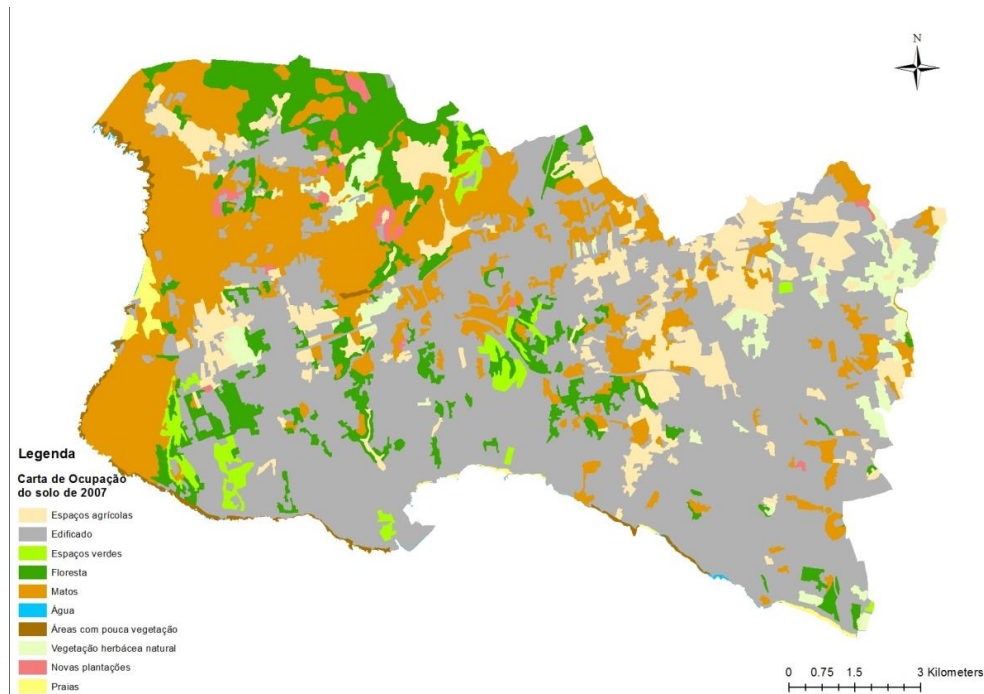 N
Legenda
Carta de Ocupação
do solo de 2007
Espaços agrícolas
Edificado
Espaços verdes
Floresta
Matos
Água
Áreas com pouca vegetação
Vegetação herbácea natural
Novas plantações
Praias
0 0.75 1.5 3 Kilometers